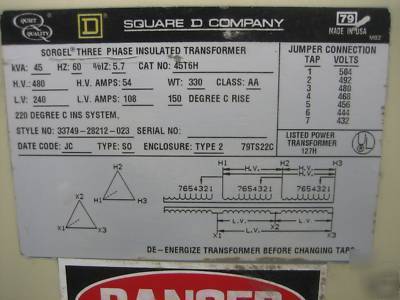 QUIET QUALITY
D SQUARE D COMPANY
79
MADE IN USA
SORGEL® THREE PHASE INSULATED TRANSFORMER
kVA: 45 HZ: 60 %IZ: 5.7 CAT NO: 45T6H
H.V: 480 H.V. AMPS: 54 WT: 330 CLASS: AA
L.V: 240 L.V. AMPS: 108 150 DEGREE C RISE
220 DEGREE C INS SYSTEM,
STYLE NO: 33749-28212-023 SERIAL NO:
DATE CODE: JC TYPE: SO ENCLOSURE: TYPE 2 79TS22C
JUMPER CONNECTION
TAP VOLTS
1 504
2 492
3 480
4 468
5 456
6 444
7 432
LISTED POWER
TRANSFORMER
127H
H2
H1 H3
X2
X1 X3
H1 H2 H3
H.V. H.V.
7654321 7654321 7654321
L.V. L.V.
X2
H.V.
L.V.
X1 X3
DE-ENERGIZE TRANSFORMER BEFORE CHANGING TAPS
DANGER